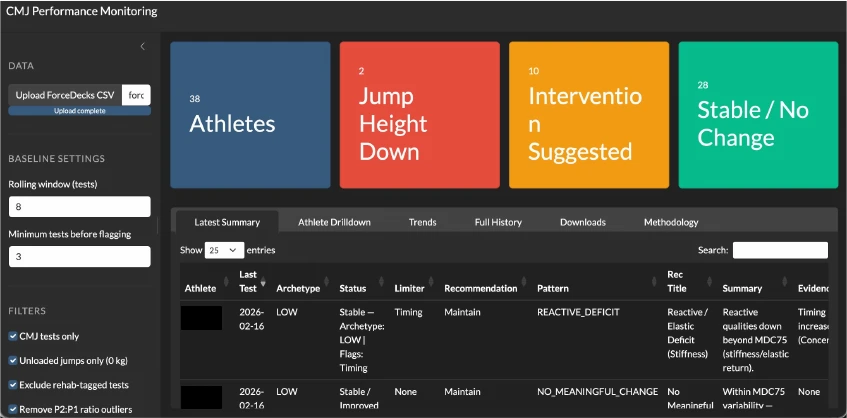 CMJ Performance Monitoring
DATA
Upload ForceDecks CSV forc
Upload complete
BASELINE SETTINGS
Rolling window (tests)
8
Minimum tests before flagging
3
FILTERS
CMJ tests only
Unloaded jumps only (0 kg)
Exclude rehab-tagged tests
Remove P2:P1 ratio outliers
38
Athletes
2
Jump
Height
Down
10
Interventio
n
Suggested
28
Stable / No
Change
Latest Summary Athlete Drilldown Trends Full History Downloads Methodology
Show 25 entries Search:
Last Rec
Athlete Test Archetype Status Limiter Recommendation Pattern Title Summary Evidenc
2026- LOW Stable — Timing Maintain REACTIVE_DEFICIT Reactive / Reactive Timing
02-16 Archetype: Elastic qualities down increase
LOW | Deficit beyond MDC75 (Concer
Flags: (Stiffness) (stiffness/elastic
Timing return).
2026- LOW Stable / None Maintain NO_MEANINGFUL_CHANGE No Within MDC75 None
02-16 Improved Meaningful variability —